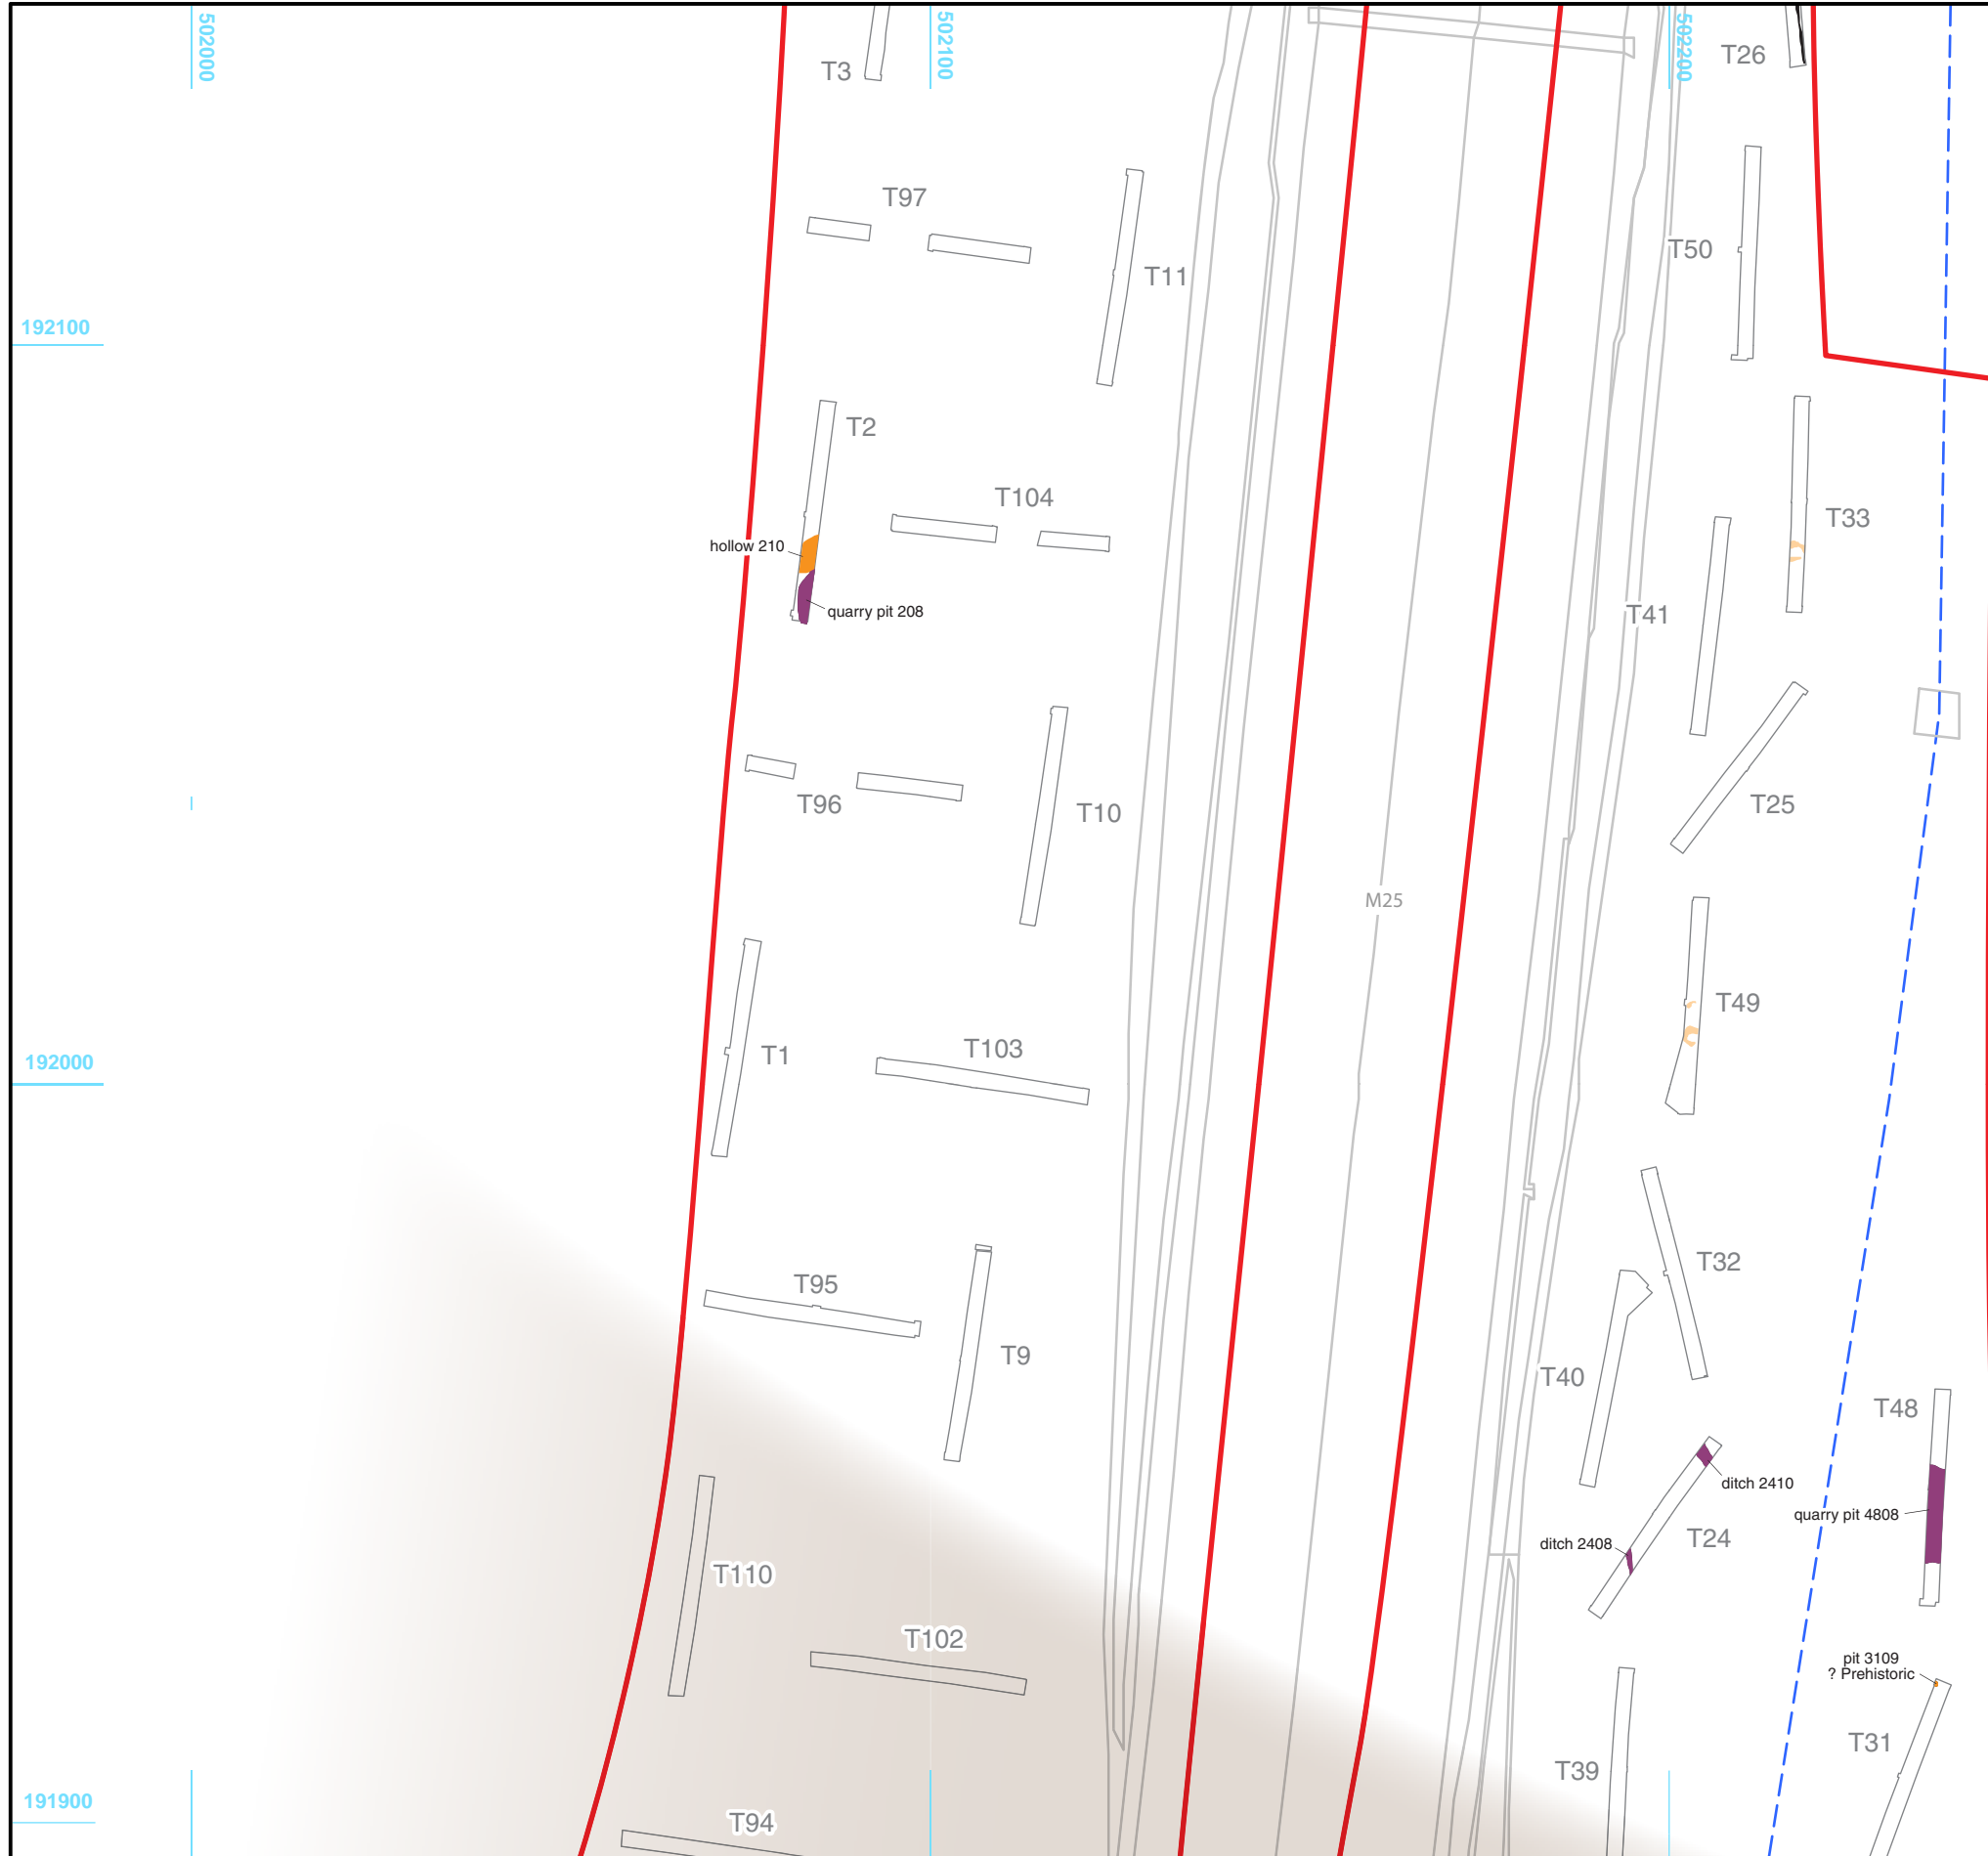 502000
502100
502200
T3
T26
T97
T11
T50
192100
T2
T104
T33
hollow 210
quarry pit 208
T41
T96
T10
T25
M25
T49
T1
T103
192000
T32
T95
T9
T40
T48
ditch 2410
quarry pit 4808
ditch 2408
T24
T110
T102
pit 3109
? Prehistoric
T31
T39
191900
T94